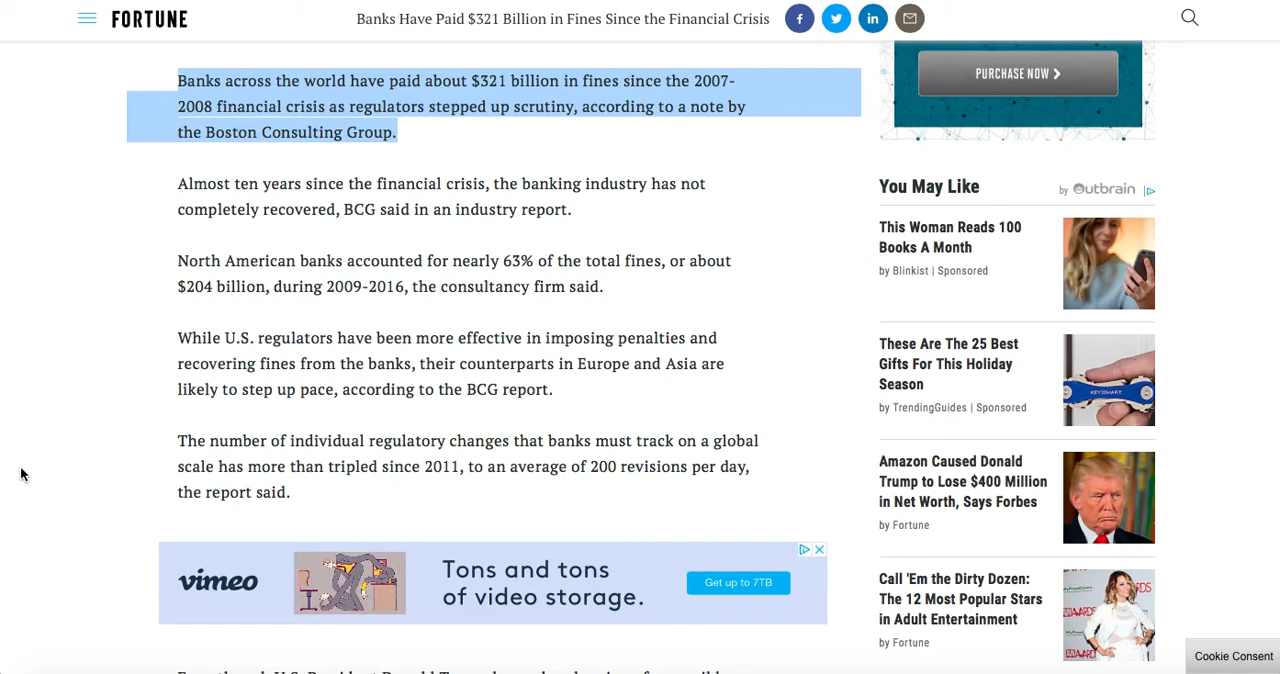 FORTUNE
Banks Have Paid $321 Billion in Fines Since the Financial Crisis
Banks across the world have paid about $321 billion in fines since the 2007-
2008 financial crisis as regulators stepped up scrutiny, according to a note by
the Boston Consulting Group.
Almost ten years since the financial crisis, the banking industry has not
completely recovered, BCG said in an industry report.
North American banks accounted for nearly 63% of the total fines, or about
$204 billion, during 2009-2016, the consultancy firm said.
While U.S. regulators have been more effective in imposing penalties and
recovering fines from the banks, their counterparts in Europe and Asia are
likely to step up pace, according to the BCG report.
The number of individual regulatory changes that banks must track on a global
scale has more than tripled since 2011, to an average of 200 revisions per day,
the report said.
vimeo
Tons and tons
of video storage.
Get up to 7TB
PURCHASE NOW
You May Like
by Outbrain
This Woman Reads 100
Books A Month
by Blinkist | Sponsored
These Are The 25 Best
Gifts For This Holiday
Season
by TrendingGuides | Sponsored
KEYSMART
Amazon Caused Donald
Trump to Lose $400 Million
in Net Worth, Says Forbes
by Fortune
Call 'Em the Dirty Dozen:
The 12 Most Popular Stars
in Adult Entertainment
by Fortune
Cookie Consent